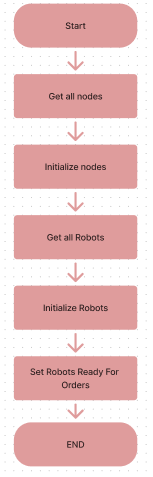 Start
Get all nodes
Initialize nodes
Get all Robots
Initialize Robots
Set Robots Ready For
Orders
END